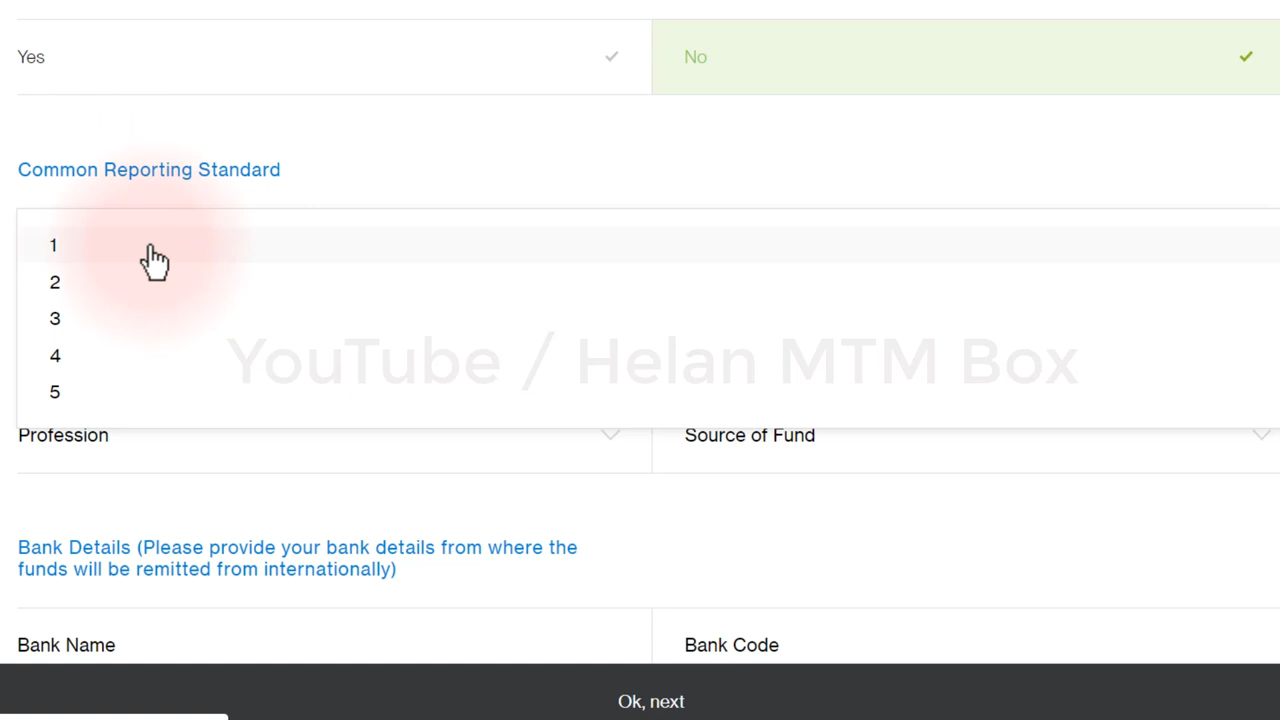 Yes
No
Common Reporting Standard
1
2
3
4
5
YouTube / Helan MTM Box
Profession
Source of Fund
Bank Details (Please provide your bank details from where the
funds will be remitted from internationally)
Bank Name
Bank Code
Ok, next